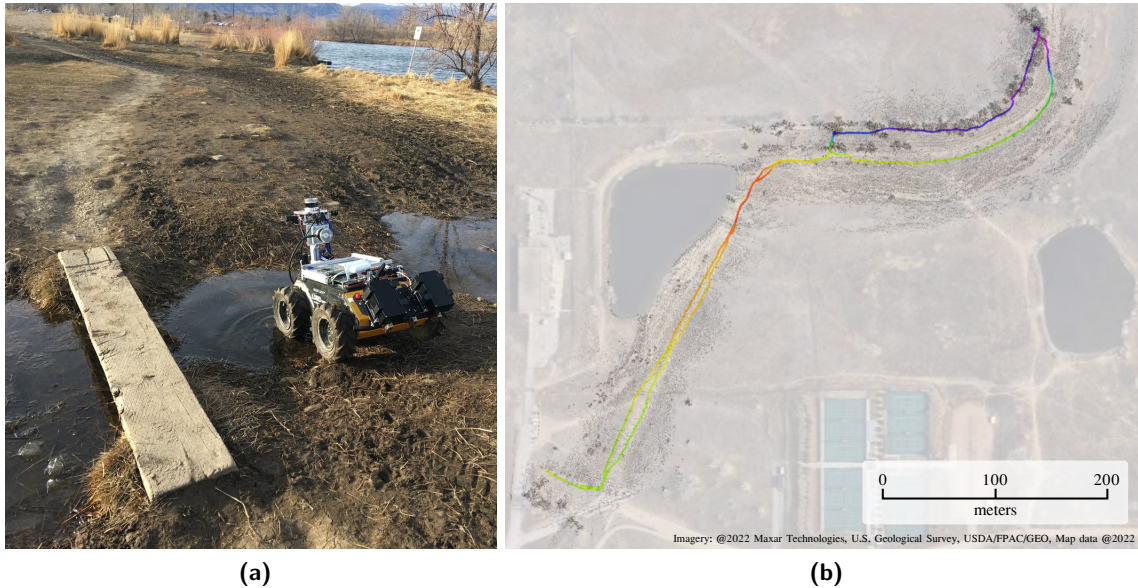 0 100 200
meters
Imagery: @2022 Maxar Technologies, U.S. Geological Survey, USDA/FPAC/GEO, Map data @2022
(a) (b)